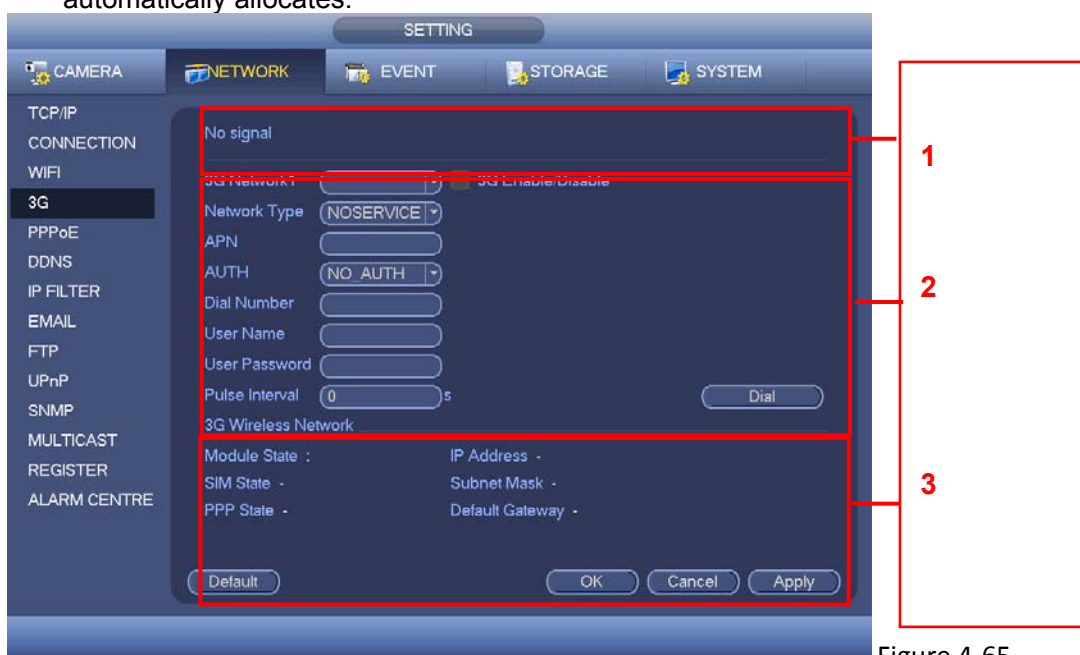 automatically allocates.
SETTING
CAMERA NETWORK EVENT STORAGE SYSTEM
TCP/IP
CONNECTION
WIFI
3G
PPPoE
DDNS
IP FILTER
EMAIL
FTP
UPnP
SNMP
MULTICAST
REGISTER
ALARM CENTRE
No signal
3G Network? 3G Enable/Disable
Network Type NOSERVICE
APN
AUTH NO_AUTH
Dial Number
User Name
User Password
Pulse Interval 0 s Dial
3G Wireless Network
Module State : IP Address -
SIM State - Subnet Mask -
PPP State - Default Gateway -
Default OK Cancel Apply
1
2
3
Figure 4-65